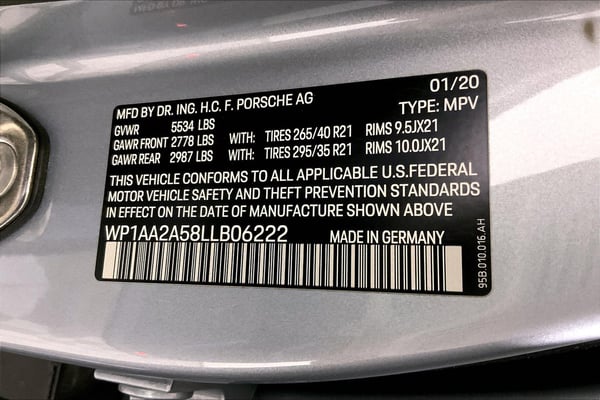 01/20
MFD BY DR. ING. H.C. F. PORSCHE AG TYPE: MPV
GVWR 5534 LBS
GAWR FRONT 2778 LBS WITH: TIRES 265/40 R21 RIMS 9.5JX21
GAWR REAR 2987 LBS WITH: TIRES 295/35 R21 RIMS 10.0JX21
THIS VEHICLE CONFORMS TO ALL APPLICABLE U.S.FEDERAL
MOTOR VEHICLE SAFETY AND THEFT PREVENTION STANDARDS
IN EFFECT ON THE DATE OF MANUFACTURE SHOWN ABOVE
WP1AA2A58LLB06222 MADE IN GERMANY
95B.010.016.AH